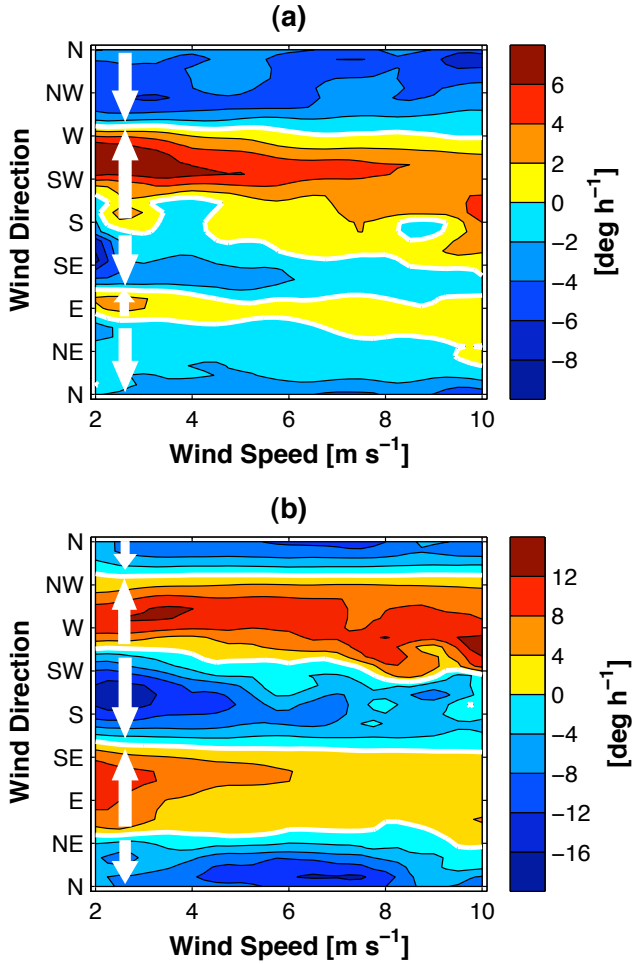 (a)
Wind Direction
N
NW
W
SW
S
SE
E
NE
N
2
4
6
8
10
Wind Speed [m s⁻¹]
6
4
2
0
−2
−4
−6
−8
[deg h⁻¹]
(b)
Wind Direction
N
NW
W
SW
S
SE
E
NE
N
2
4
6
8
10
Wind Speed [m s⁻¹]
12
8
4
0
−4
−8
−12
−16
[deg h⁻¹]